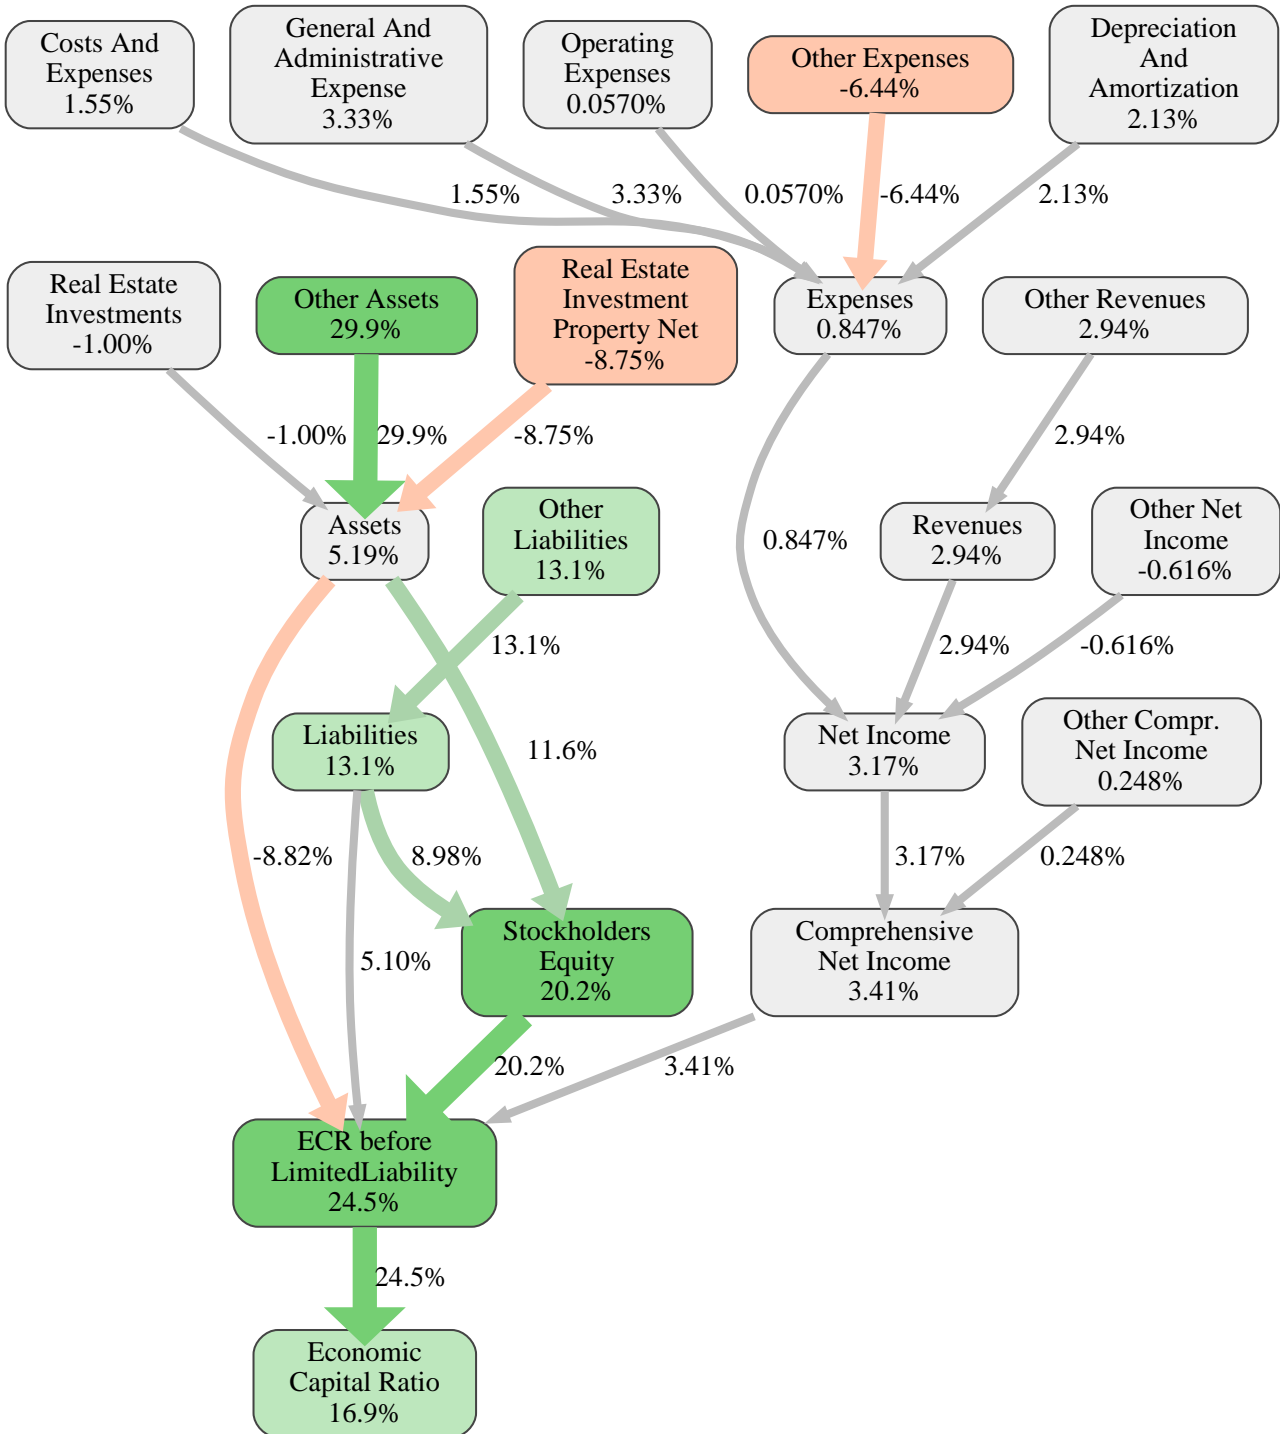 Costs And
Expenses
1.55%
General And
Administrative
Expense
3.33%
Operating
Expenses
0.0570%
Other Expenses
-6.44%
Depreciation
And
Amortization
2.13%
1.55%
3.33%
0.0570%
-6.44%
2.13%
Real Estate
Investments
-1.00%
Other Assets
29.9%
Real Estate
Investment
Property Net
-8.75%
Expenses
0.847%
Other Revenues
2.94%
-1.00%
29.9%
-8.75%
2.94%
Assets
5.19%
Other
Liabilities
13.1%
0.847%
Revenues
2.94%
Other Net
Income
-0.616%
13.1%
2.94%
-0.616%
Liabilities
13.1%
11.6%
Net Income
3.17%
Other Compr.
Net Income
0.248%
-8.82%
8.98%
3.17%
0.248%
5.10%
Stockholders
Equity
20.2%
Comprehensive
Net Income
3.41%
20.2%
3.41%
ECR before
LimitedLiability
24.5%
24.5%
Economic
Capital Ratio
16.9%